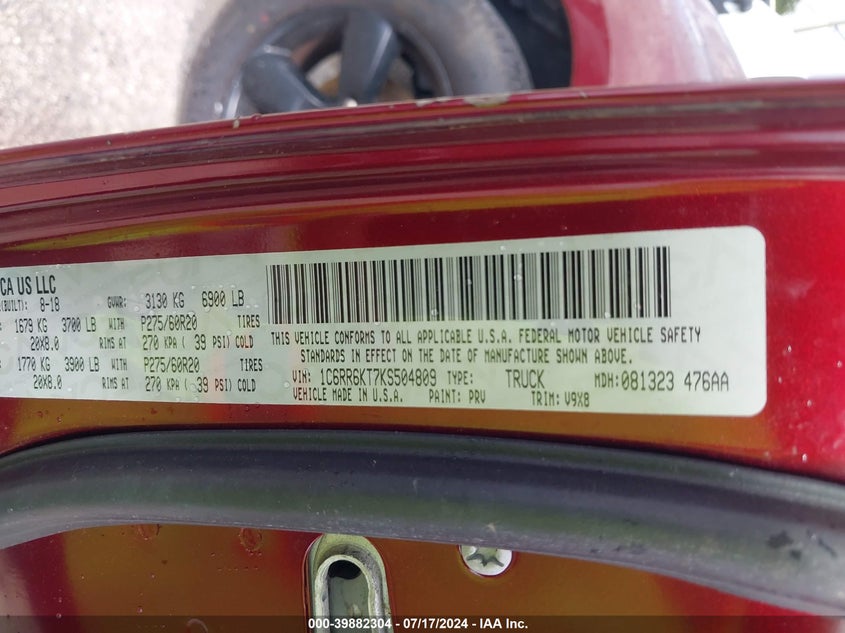 CA US LLC
(BUILT): 8-18 GVWR: 3130 KG 6900 LB
1679 KG 3700 LB WITH P275/60R20 TIRES
20X8.0 RIMS AT 270 KPA ( 39 PSI) COLD
1770 KG 3900 LB WITH P275/60R20 TIRES
20X8.0 RIMS AT 270 KPA ( 39 PSI) COLD
THIS VEHICLE CONFORMS TO ALL APPLICABLE U.S.A. FEDERAL MOTOR VEHICLE SAFETY
STANDARDS IN EFFECT ON THE DATE OF MANUFACTURE SHOWN ABOVE.
VIN: 1C6RR6KT7KS504809 TYPE: TRUCK MDH: 081323 476AA
VEHICLE MADE IN U.S.A. PAINT: PRV TRIM: V9X8
000-39882304 - 07/17/2024 - IAA Inc.